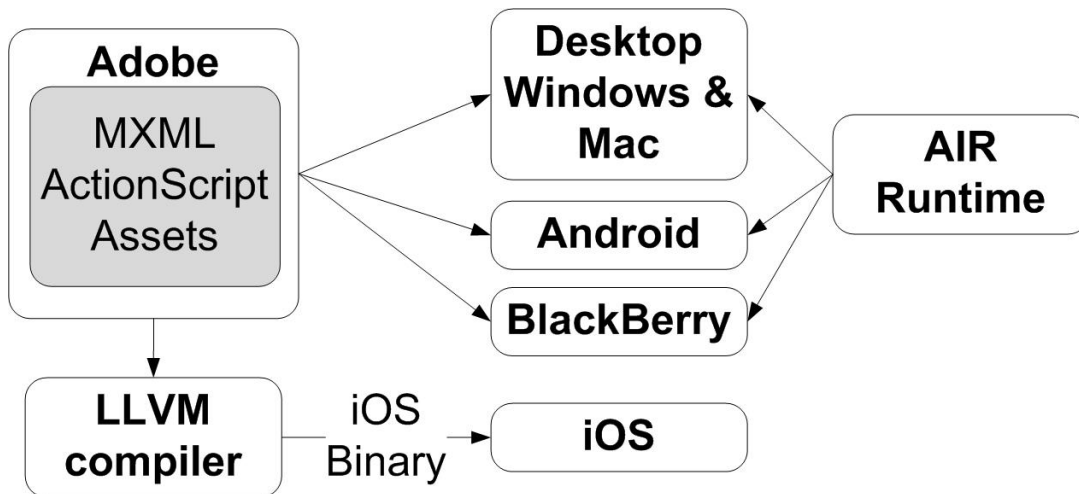 Adobe
MXML
ActionScript
Assets
Desktop
Windows &
Mac
Android
BlackBerry
AIR
Runtime
LLVM
compiler
iOS
Binary
iOS